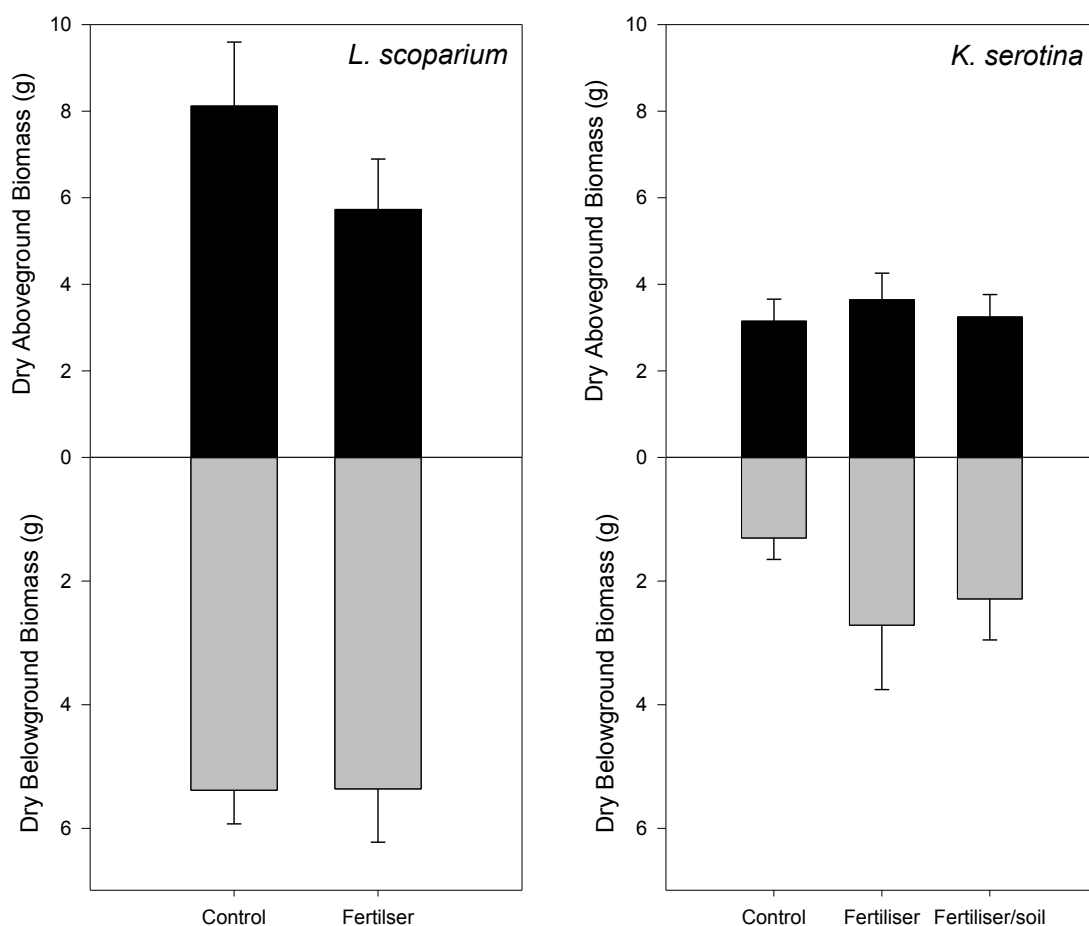 Dry Aboveground Biomass (g)
Dry Belowground Biomass (g)
10
8
6
4
2
0
2
4
6
L. scoparium
Control Fertilser
Dry Aboveground Biomass (g)
Dry Belowground Biomass (g)
10
8
6
4
2
0
2
4
6
K. serotina
Control Fertiliser Fertiliser/soil